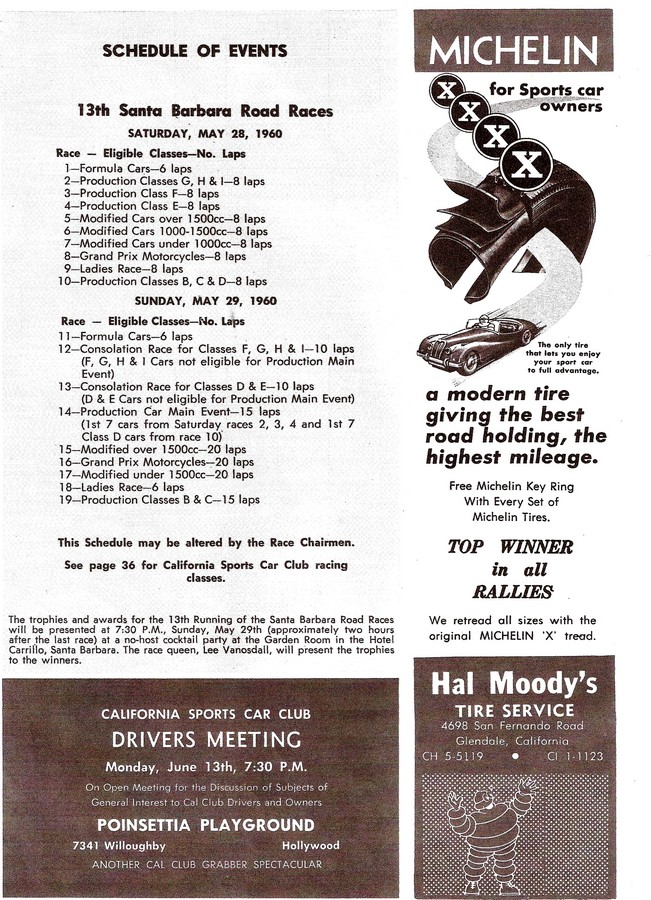 SCHEDULE OF EVENTS
13th Santa Barbara Road Races
SATURDAY, MAY 28, 1960
Race — Eligible Classes—No. Laps
1—Formula Cars—6 laps
2—Production Classes G, H & I—8 laps
3—Production Class F—8 laps
4—Production Class E—8 laps
5—Modified Cars over 1500cc—8 laps
6—Modified Cars 1000-1500cc—8 laps
7—Modified Cars under 1000cc—8 laps
8—Grand Prix Motorcycles—8 laps
9—Ladies Race—8 laps
10—Production Classes B, C & D—8 laps
SUNDAY, MAY 29, 1960
Race — Eligible Classes—No. Laps
11—Formula Cars—6 laps
12—Consolation Race for Classes F, G, H & I—10 laps
(F, G, H & I Cars not eligible for Production Main
Event)
13—Consolation Race for Classes D & E—10 laps
(D & E Cars not eligible for Production Main Event)
14—Production Car Main Event—15 laps
(1st 7 cars from Saturday races 2, 3, 4 and 1st 7
Class D cars from race 10)
15—Modified over 1500cc—20 laps
16—Grand Prix Motorcycles—20 laps
17—Modified under 1500cc—20 laps
18—Ladies Race—6 laps
19—Production Classes B & C—15 laps
This Schedule may be altered by the Race Chairmen.
See page 36 for California Sports Car Club racing
classes.
The trophies and awards for the 13th Running of the Santa Barbara Road Races
will be presented at 7:30 P.M., Sunday, May 29th (approximately two hours
after the last race) at a no-host cocktail party at the Garden Room in the Hotel
Carrillo, Santa Barbara. The race queen, Lee Vanosdall, will present the trophies
to the winners.
CALIFORNIA SPORTS CAR CLUB
DRIVERS MEETING
Monday, June 13th, 7:30 P.M.
On Open Meeting for the Discussion of Subjects of
General Interest to Cal Club Drivers and Owners
POINSETTIA PLAYGROUND
7341 Willoughby Hollywood
ANOTHER CAL CLUB GRABBER SPECTACULAR
MICHELIN
X X X X
for Sports car
owners
The only tire
that lets you enjoy
your sport car
to full advantage.
a modern tire
giving the best
road holding, the
highest mileage.
Free Michelin Key Ring
With Every Set of
Michelin Tires.
TOP WINNER
in all
RALLIES
We retread all sizes with the
original MICHELIN 'X' tread.
Hal Moody's
TIRE SERVICE
4698 San Fernando Road
Glendale, California
CH 5-5119 • CI 1-1123